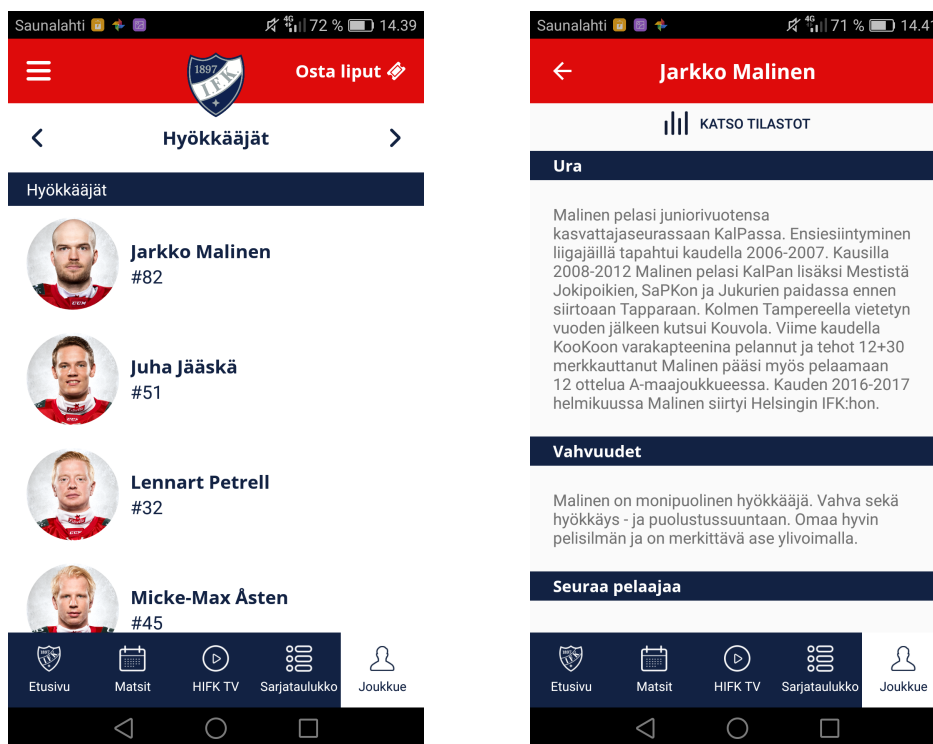 Saunalahti 4G 72 % 14.39
1897
I.F.K
Osta liput
Hyökkääjät
Hyökkääjät
Jarkko Malinen
#82
Juha Jääskä
#51
Lennart Petrell
#32
Micke-Max Åsten
#45
Etusivu Matsit HIFK TV Sarjataulukko Joukkue
Saunalahti 4G 71 % 14.41
Jarkko Malinen
KATSO TILASTOT
Ura
Malinen pelasi juniorivuotensa
kasvattajaseurassaan KalPassa. Ensiesiintyminen
liigajäillä tapahtui kaudella 2006-2007. Kausilla
2008-2012 Malinen pelasi KalPan lisäksi Mestistä
Jokipoikien, SaPKon ja Jukurien paidassa ennen
siirtoaan Tapparaan. Kolmen Tampereella vietetyn
vuoden jälkeen kutsui Kouvola. Viime kaudella
KooKoon varakapteenina pelannut ja tehot 12+30
merkkauttanut Malinen pääsi myös pelaamaan
12 ottelua A-maajoukkueessa. Kauden 2016-2017
helmikuussa Malinen siirtyi Helsingin IFK:hon.
Vahvuudet
Malinen on monipuolinen hyökkääjä. Vahva sekä
hyökkäys - ja puolustussuuntaan. Omaa hyvin
pelisilmän ja on merkittävä ase ylivoimalla.
Seuraa pelaajaa
Etusivu Matsit HIFK TV Sarjataulukko Joukkue